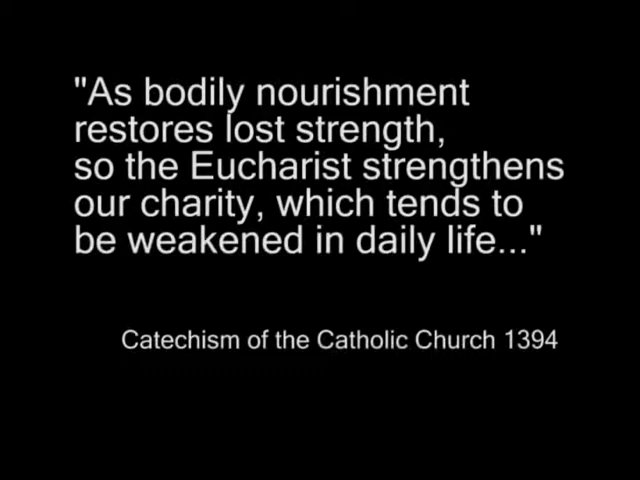 "As bodily nourishment
restores lost strength,
so the Eucharist strengthens
our charity, which tends to
be weakened in daily life..."
Catechism of the Catholic Church 1394